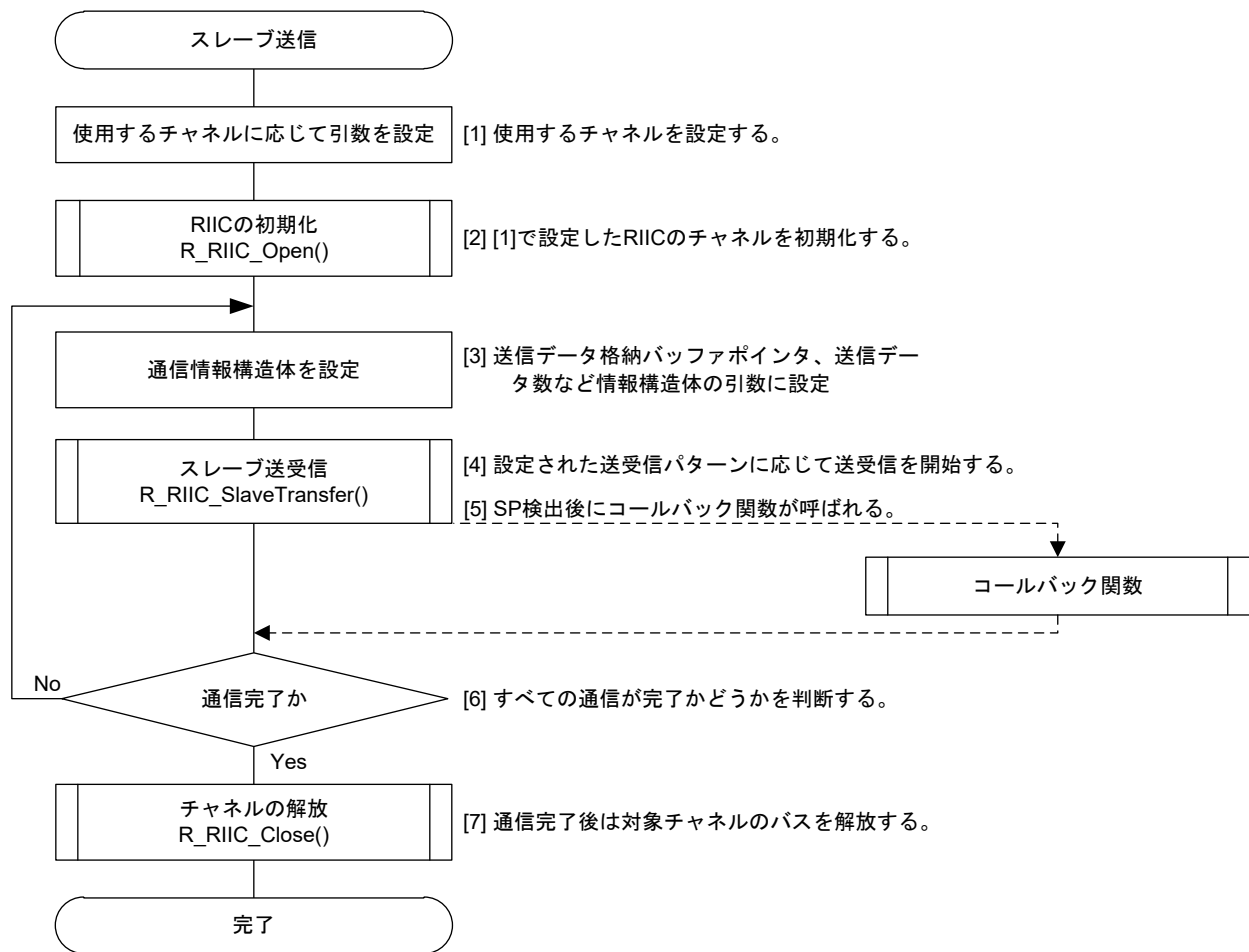 スレーブ送信
使用するチャネルに応じて引数を設定
[1] 使用するチャネルを設定する。
RIICの初期化
R_RIIC_Open()
[2] [1]で設定したRIICのチャネルを初期化する。
通信情報構造体を設定
[3] 送信データ格納バッファポインタ、送信デー
タ数など情報構造体の引数に設定
スレーブ送受信
R_RIIC_SlaveTransfer()
[4] 設定された送受信パターンに応じて送受信を開始する。
[5] SP検出後にコールバック関数が呼ばれる。
コールバック関数
No
通信完了か
[6] すべての通信が完了かどうかを判断する。
Yes
チャネルの解放
R_RIIC_Close()
[7] 通信完了後は対象チャネルのバスを解放する。
完了